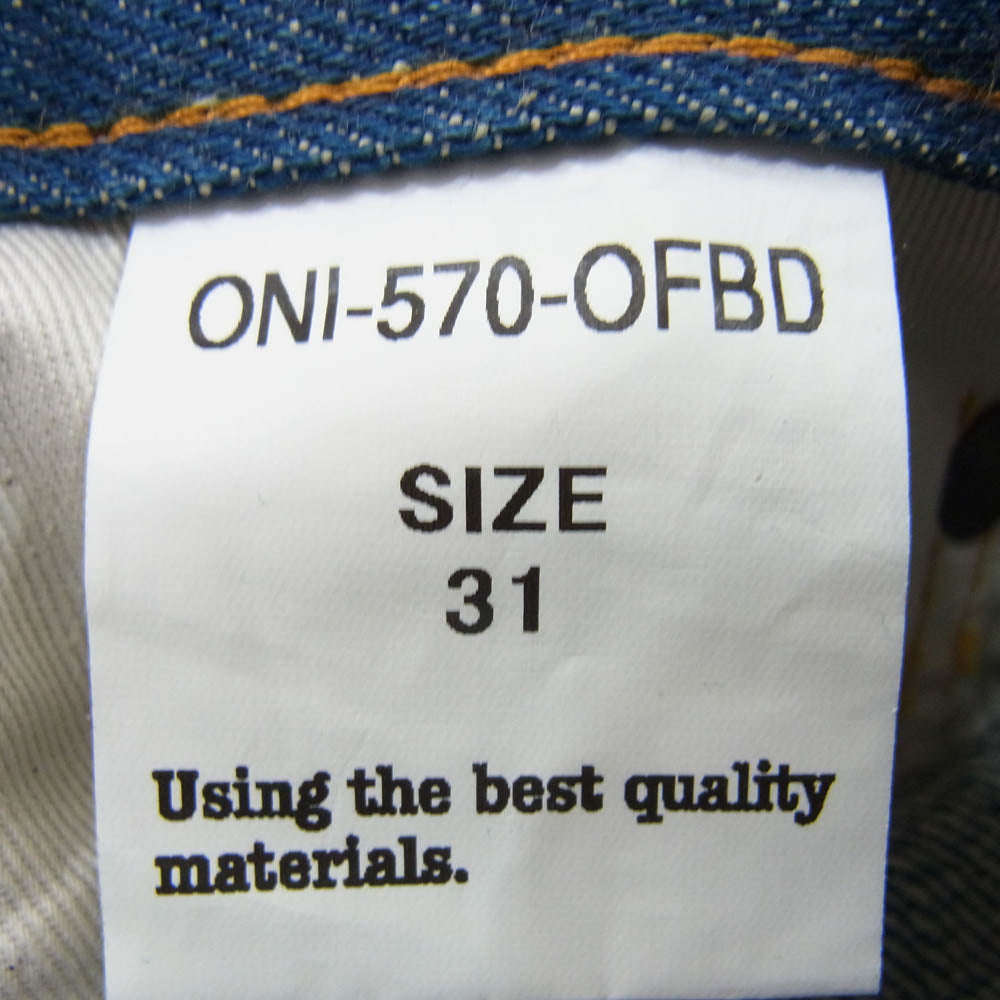 ONI-570-OFBD
SIZE
31
Using the best quality
materials.